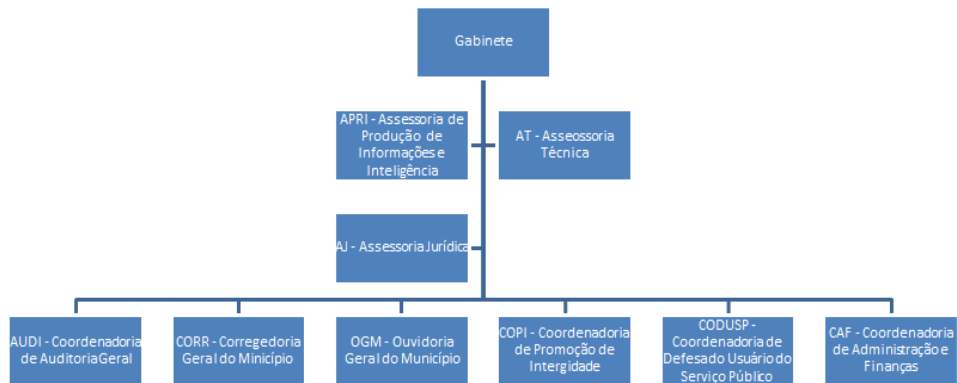 Gabinete
APRI - Assessoria de
Produção de
Informações e
Inteligência
AT - Asseossoria
Técnica
AJ - Assessoria Jurídica
AUDI - Coordenadoria
de Auditoria Geral
CORR - Corregedoria
Geral do Minicípio
OGM - Ouvidoria
Geral do Município
COPI - Coordenadoria
de Promoção de
Intergidade
CODUSP -
Coordenadoria de
Defesa do Usuário do
Serviço Público
CAF - Coordenadoria
de Administração e
Finanças